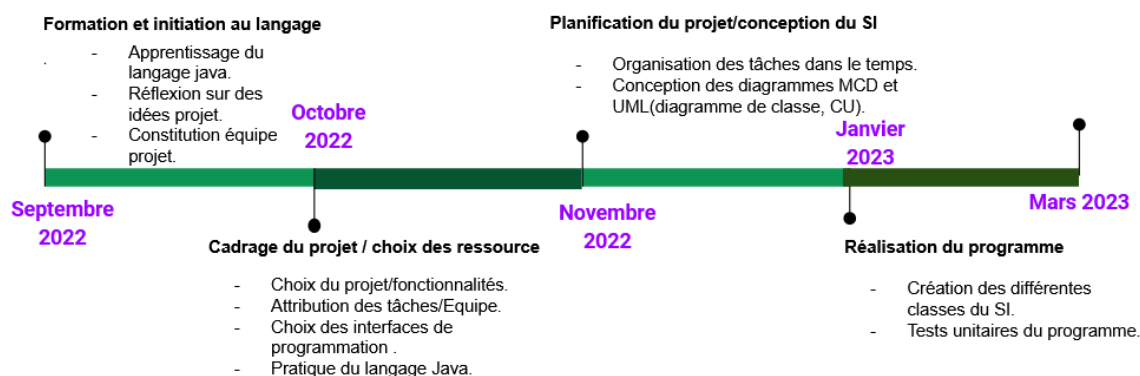 Formation et initiation au langage
- Apprentissage du
langage java.
- Réflexion sur des
idées projet.
- Constitution équipe
projet.
Planification du projet/conception du SI
- Organisation des tâches dans le temps.
- Conception des diagrammes MCD et
UML(diagramme de classe, CU).
Octobre
2022
Janvier
2023
Septembre
2022
Novembre
2022
Mars 2023
Cadrage du projet / choix des ressource
- Choix du projet/fonctionnalités.
- Attribution des tâches/Equipe.
- Choix des interfaces de
programmation .
- Pratique du langage Java.
Réalisation du programme
- Création des différentes
classes du SI.
- Tests unitaires du programme.